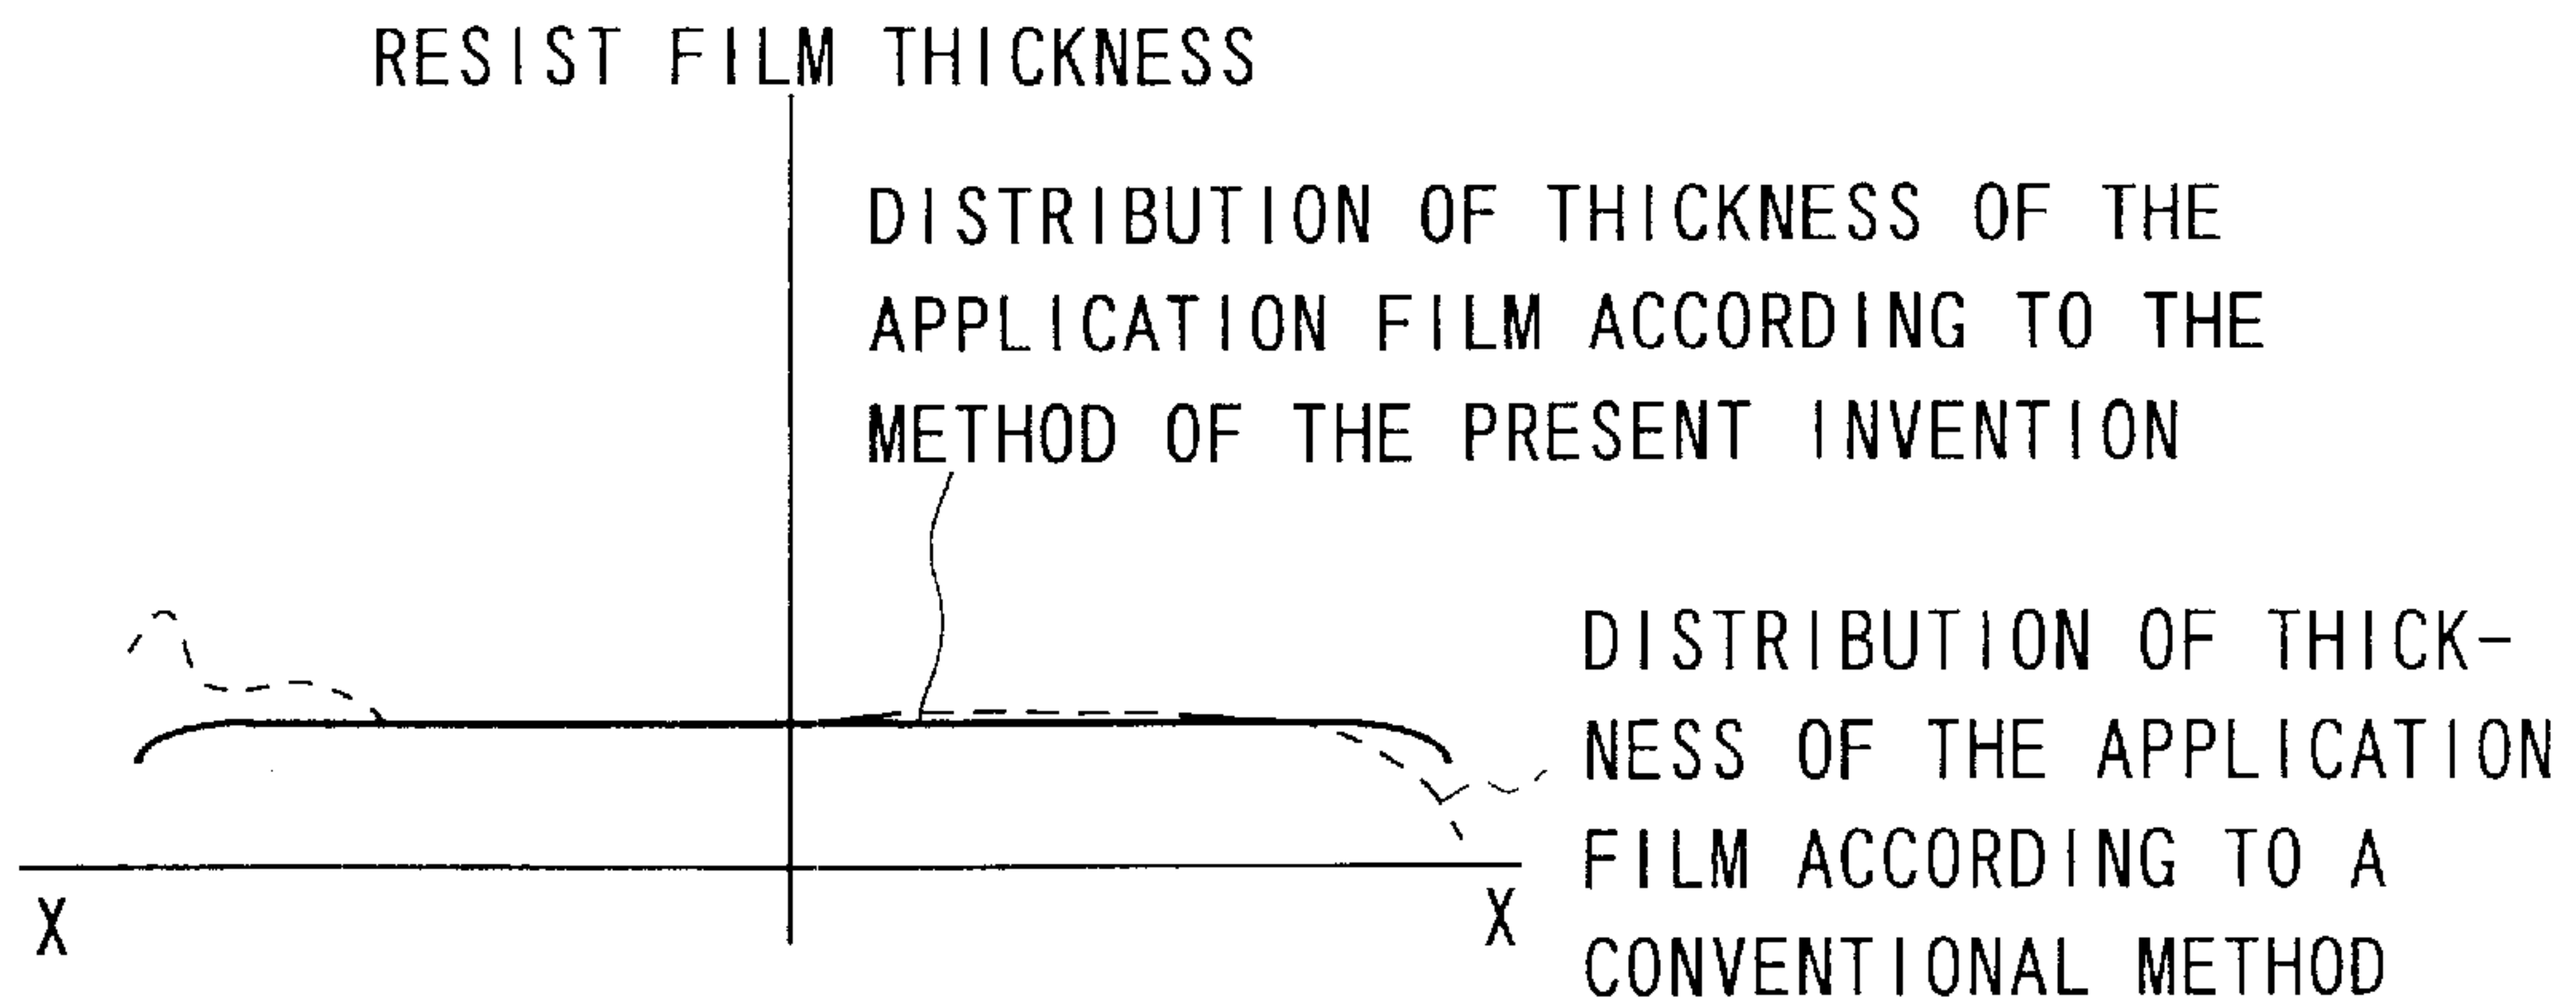 RESIST FILM THICKNESS
DISTRIBUTION OF THICKNESS OF THE
APPLICATION FILM ACCORDING TO THE
METHOD OF THE PRESENT INVENTION
DISTRIBUTION OF THICK-
NESS OF THE APPLICATION
FILM ACCORDING TO A
CONVENTIONAL METHOD
X
X